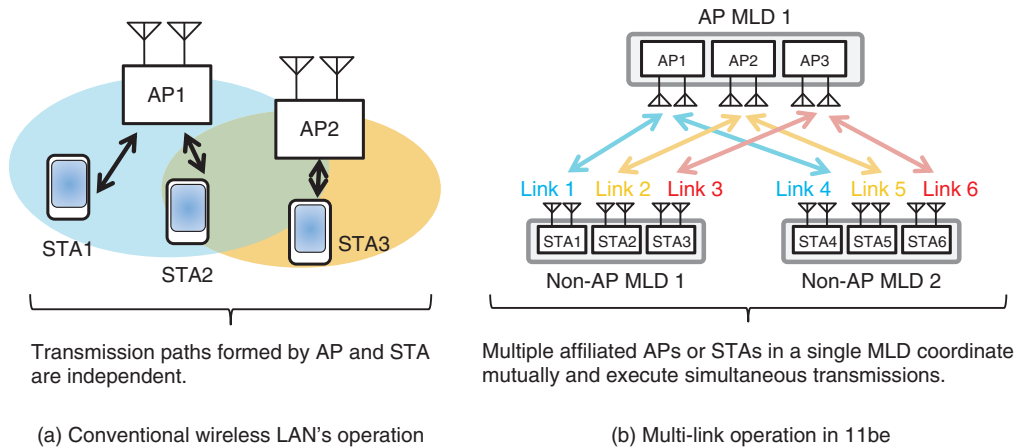 AP1
AP2
STA1
STA2
STA3
Transmission paths formed by AP and STA
are independent.
(a) Conventional wireless LAN's operation
AP MLD 1
AP1 AP2 AP3
Link 1 Link 2 Link 3 Link 4 Link 5 Link 6
STA1 STA2 STA3 STA4 STA5 STA6
Non-AP MLD 1 Non-AP MLD 2
Multiple affiliated APs or STAs in a single MLD coordinate
mutually and execute simultaneous transmissions.
(b) Multi-link operation in 11be